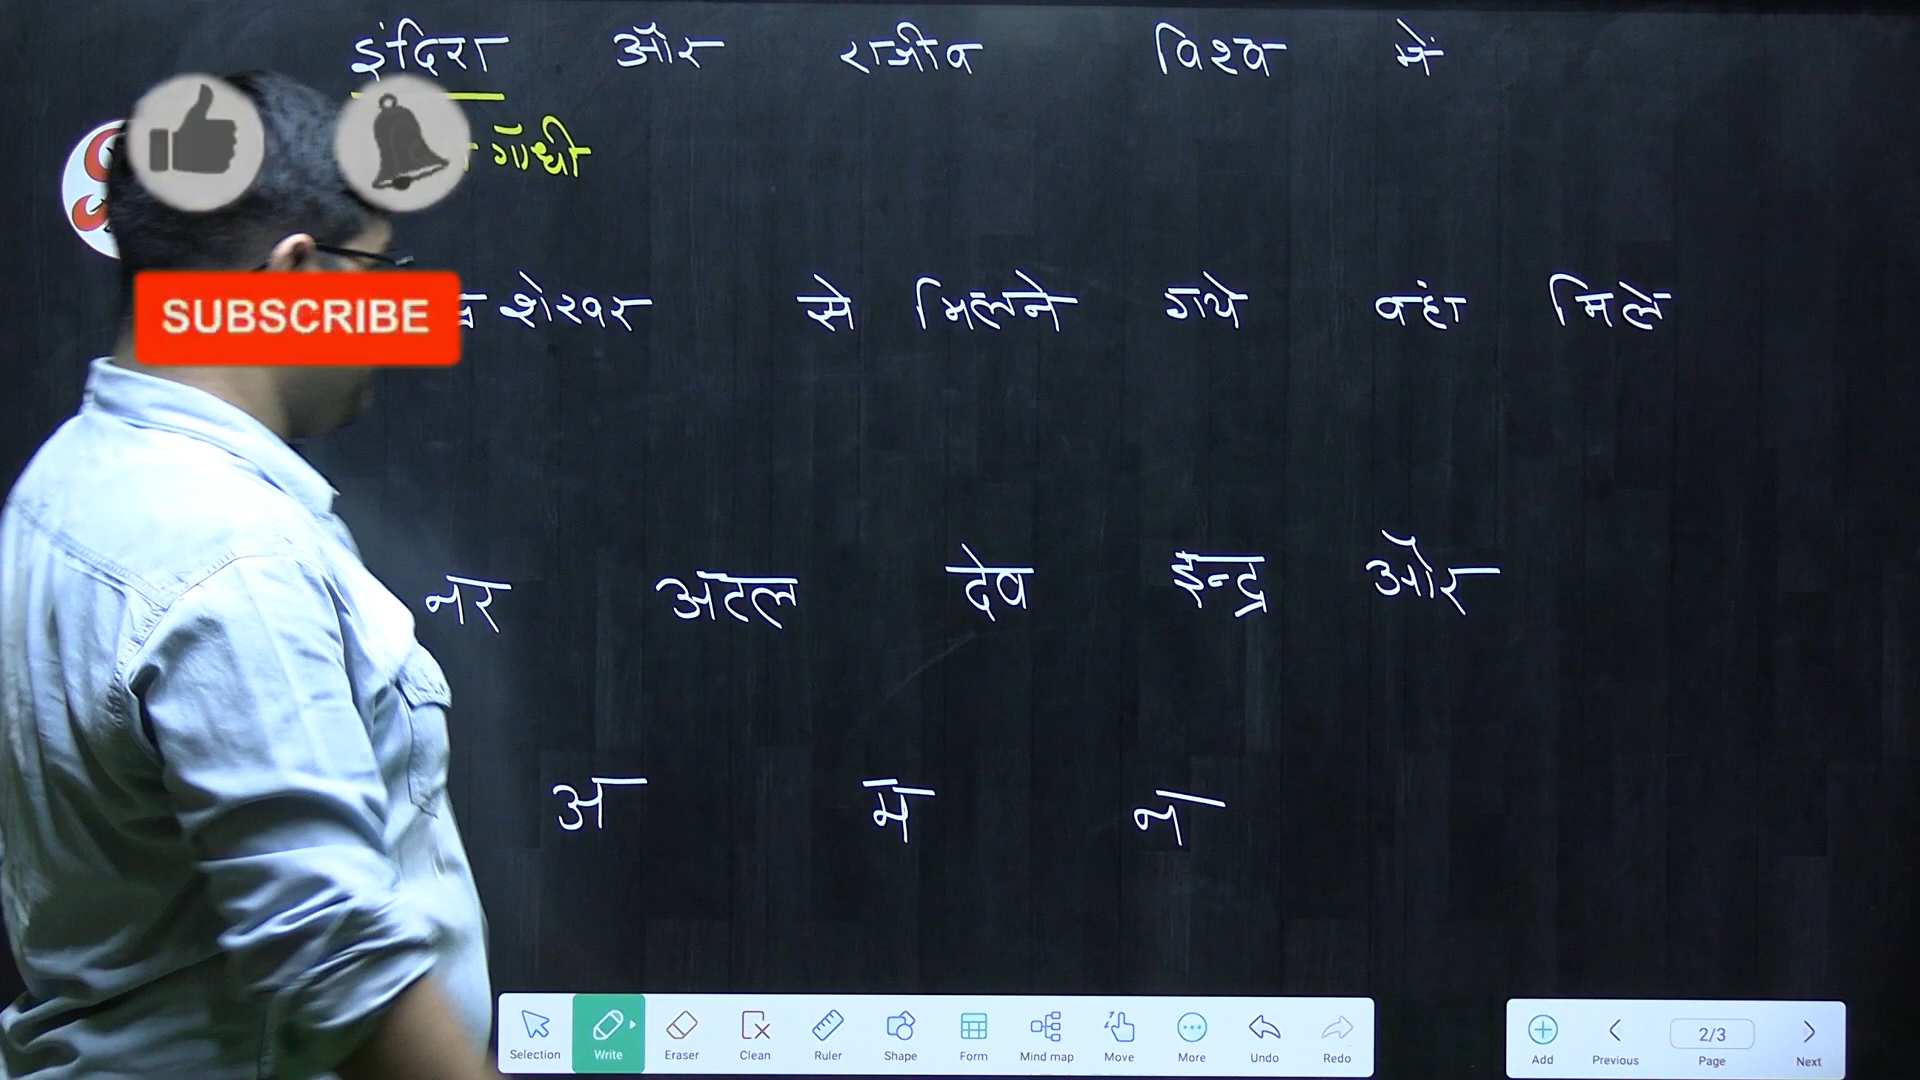 इंदिरा और राजीव विश्व में
गाँधी
SUBSCRIBE शेखर से मिलने गये वहां मिले
नर अटल देव इन्द्र और
अ म न
Selection Write Eraser Clean Ruler Shape Form Mind map Move More Undo Redo
Add Previous 2/3 Page Next